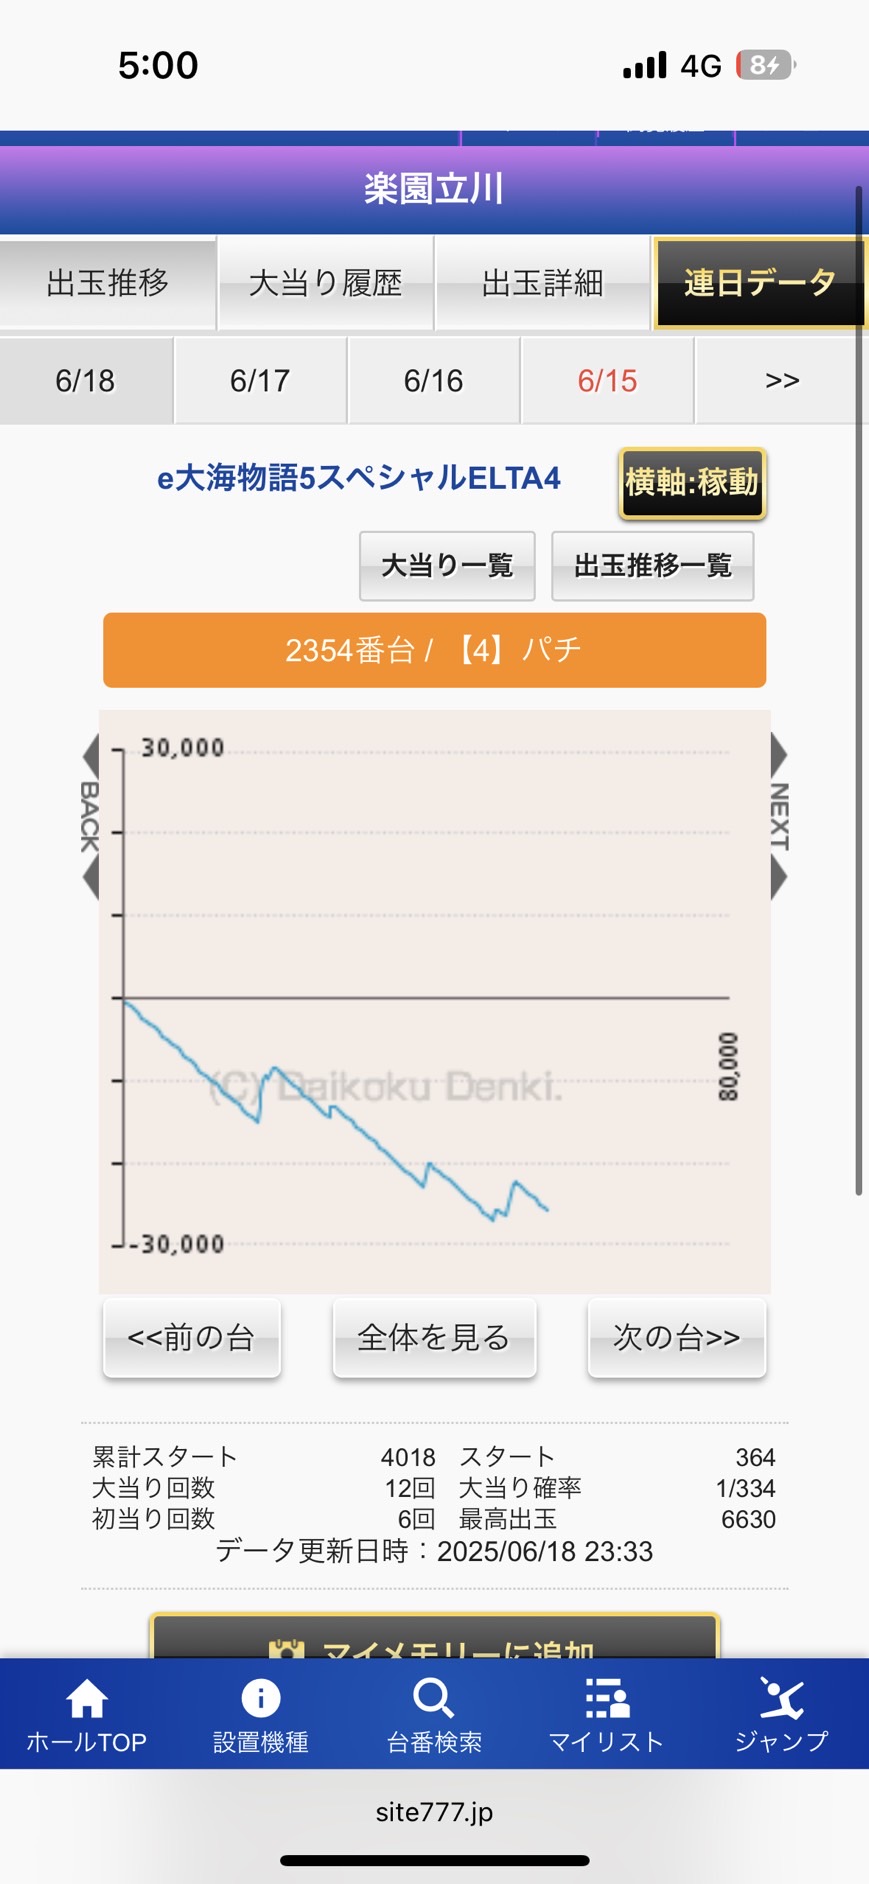 5:00 4G 8
楽園立川
出玉推移 大当り履歴 出玉詳細 連日データ
6/18 6/17 6/16 6/15 >>
e大海物語5スペシャルELTA4 横軸:稼動
大当り一覧 出玉推移一覧
2354番台 / 【4】パチ
30,000
BACK
NEXT
80,000
(C) Daikoku Denki.
-30,000
<<前の台 全体を見る 次の台>>
累計スタート 4018 スタート 364
大当り回数 12回 大当り確率 1/334
初当り回数 6回 最高出玉 6630
データ更新日時：2025/06/18 23:33
マイメモリーに追加
ホールTOP 設置機種 台番検索 マイリスト ジャンプ
site777.jp